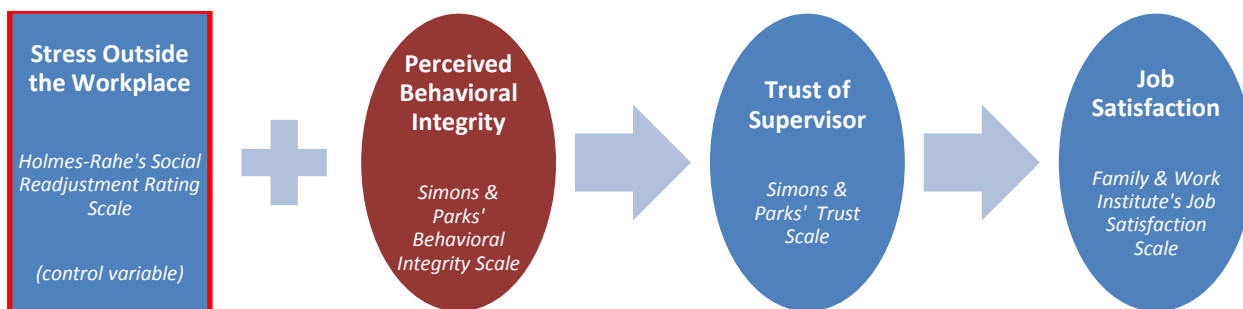 Stress Outside
the Workplace
Holmes-Rahe's Social
Readjustment Rating
Scale
(control variable)
Perceived
Behavioral
Integrity
Simons &
Parks'
Behavioral
Integrity Scale
Trust of
Supervisor
Simons &
Parks' Trust
Scale
Job
Satisfaction
Family & Work
Institute's Job
Satisfaction
Scale